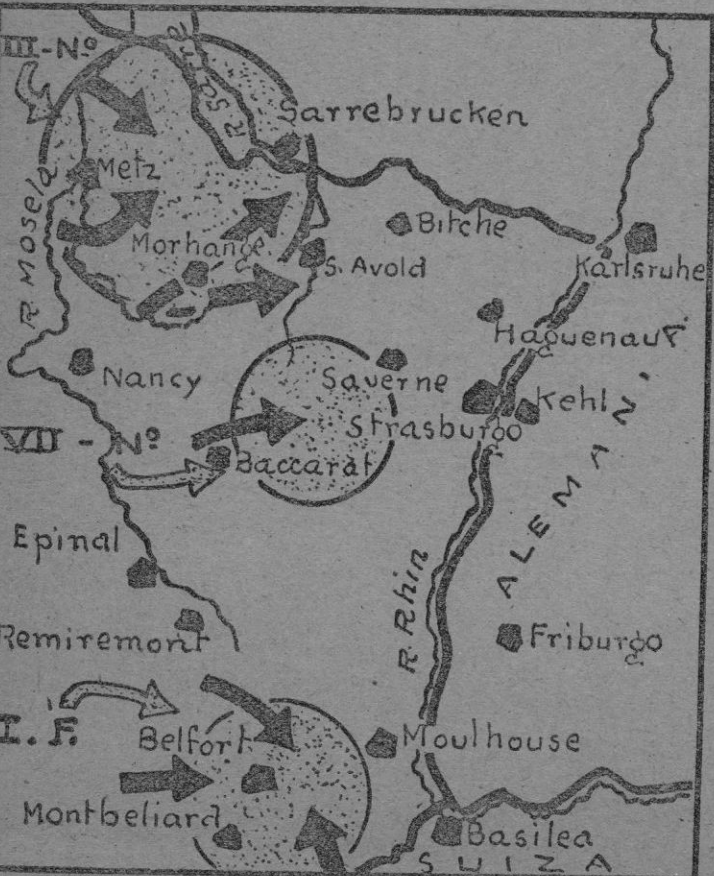 III-Nº
R Sarre
Sarrebrucken
Metz
R Mosela
Bitche
Morhange
S. Avold
Karlsruhe
Haguenau
Nancy
Saverne
Kehl
Strasburgo
VII - Nº
Baccarat
ALEMAN.
Epinal
R. Rhin
Remiremont
Friburgo
I. F.
Belfort
Moulhouse
Montbeliard
Basilea
SUIZA